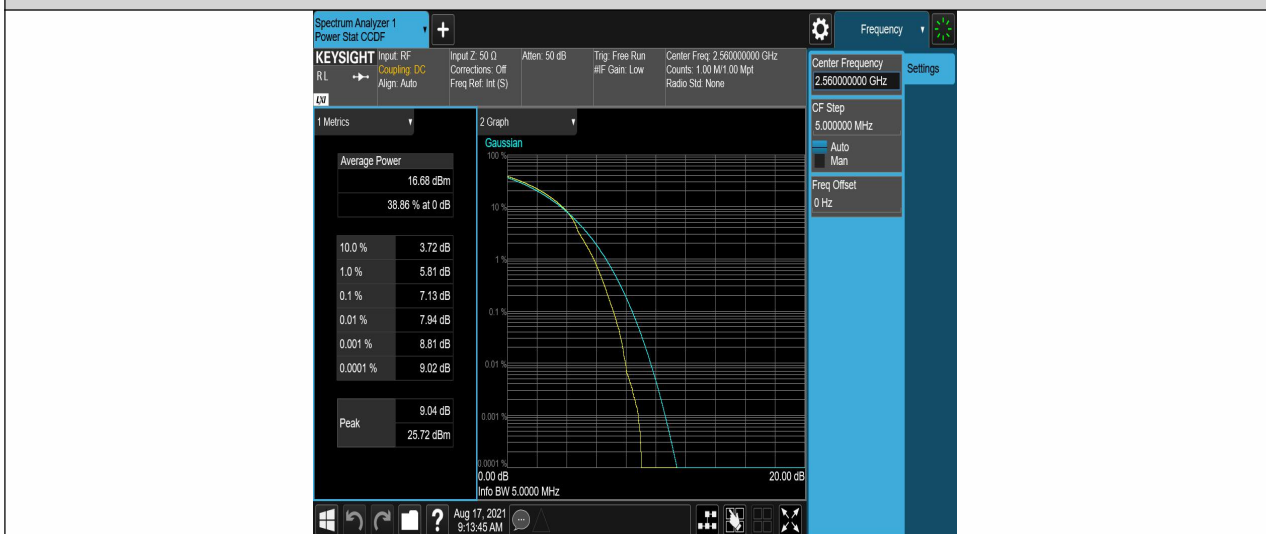 Spectrum Analyzer 1
Power Stat CCDF
+
Frequency
KEYSIGHT
R L
LXI
Input: RF
Coupling: DC
Align: Auto
Input Z: 50 Ω
Corrections: Off
Freq Ref: Int (S)
Atten: 50 dB
Trig: Free Run
#IF Gain: Low
Center Freq: 2.560000000 GHz
Counts: 1.00 M/1.00 Mpt
Radio Std: None
Center Frequency
2.560000000 GHz
Settings
CF Step
5.000000 MHz
Auto
Man
Freq Offset
0 Hz
1 Metrics
Average Power
16.68 dBm
38.86 % at 0 dB
10.0 % 3.72 dB
1.0 % 5.81 dB
0.1 % 7.13 dB
0.01 % 7.94 dB
0.001 % 8.81 dB
0.0001 % 9.02 dB
Peak
9.04 dB
25.72 dBm
2 Graph
Gaussian
100 %
10 %
1 %
0.1 %
0.01 %
0.001 %
0.0001 %
0.00 dB 20.00 dB
Info BW 5.0000 MHz
?
Aug 17, 2021
9:13:45 AM